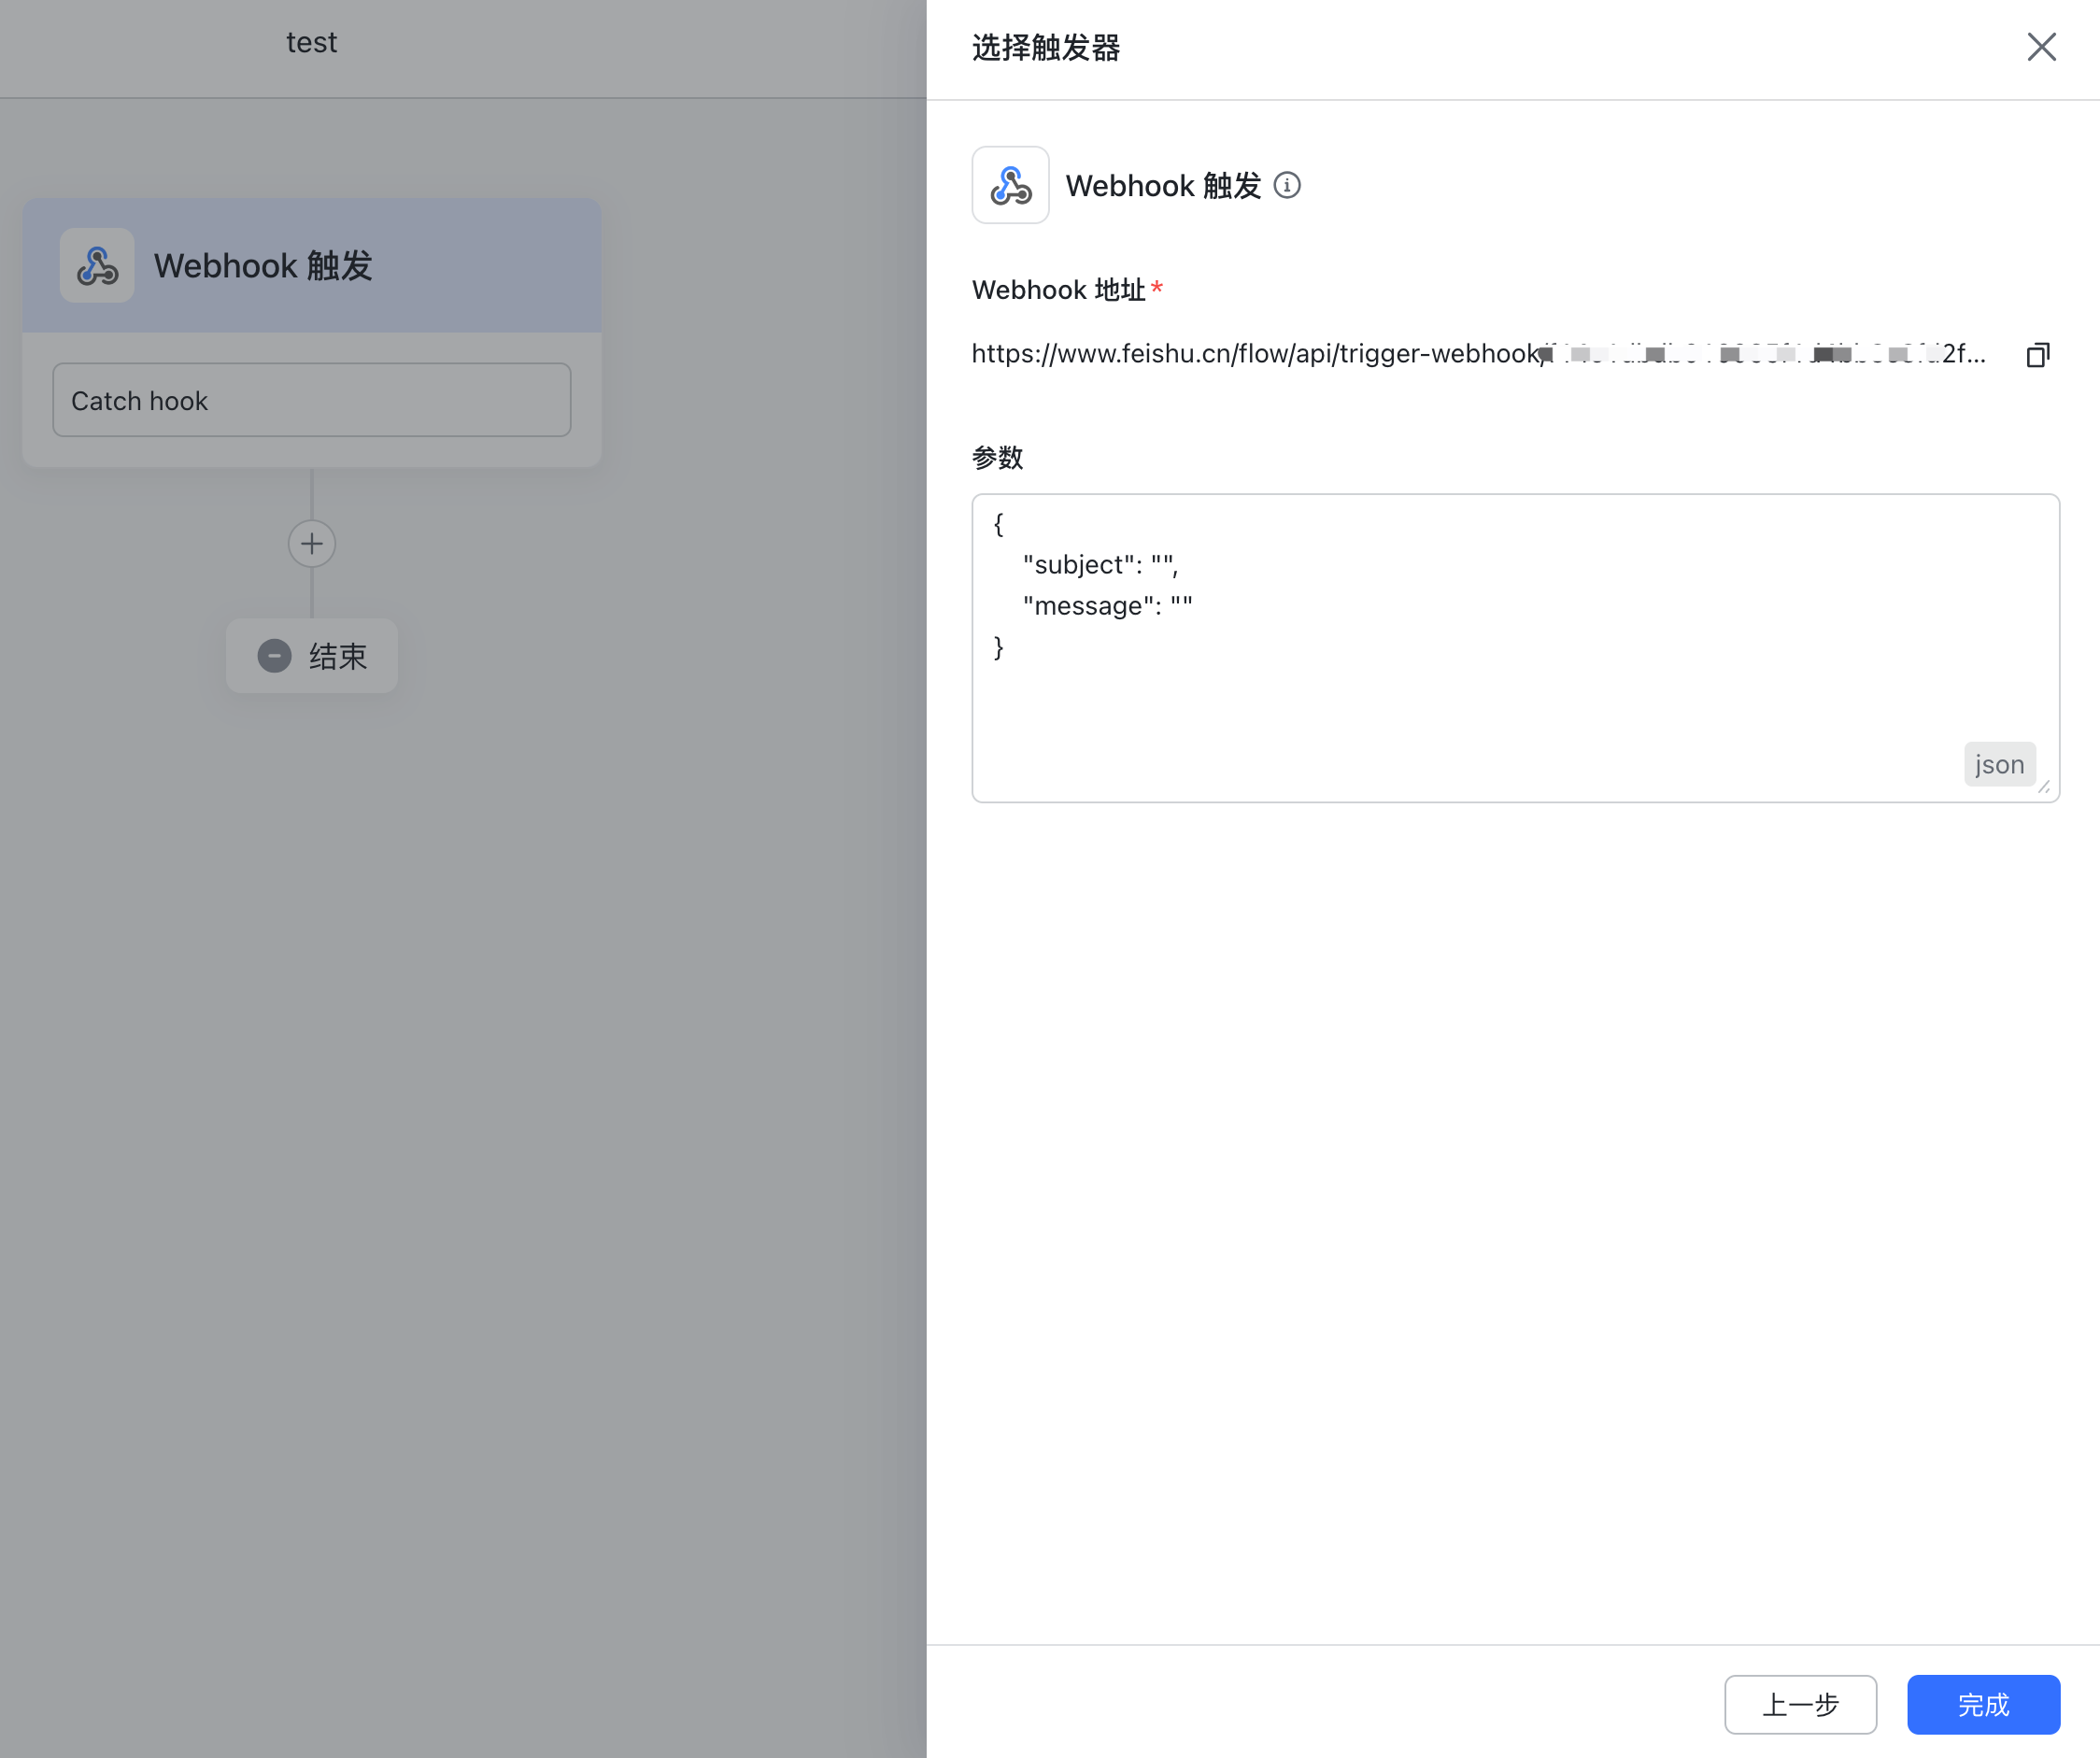 test
Webhook 触发
Catch hook
结束
选择触发器
Webhook 触发
Webhook 地址*
https://www.feishu.cn/flow/api/trigger-webhook/ 2f...
参数
{
"subject": "",
"message": ""
}
json
上一步
完成